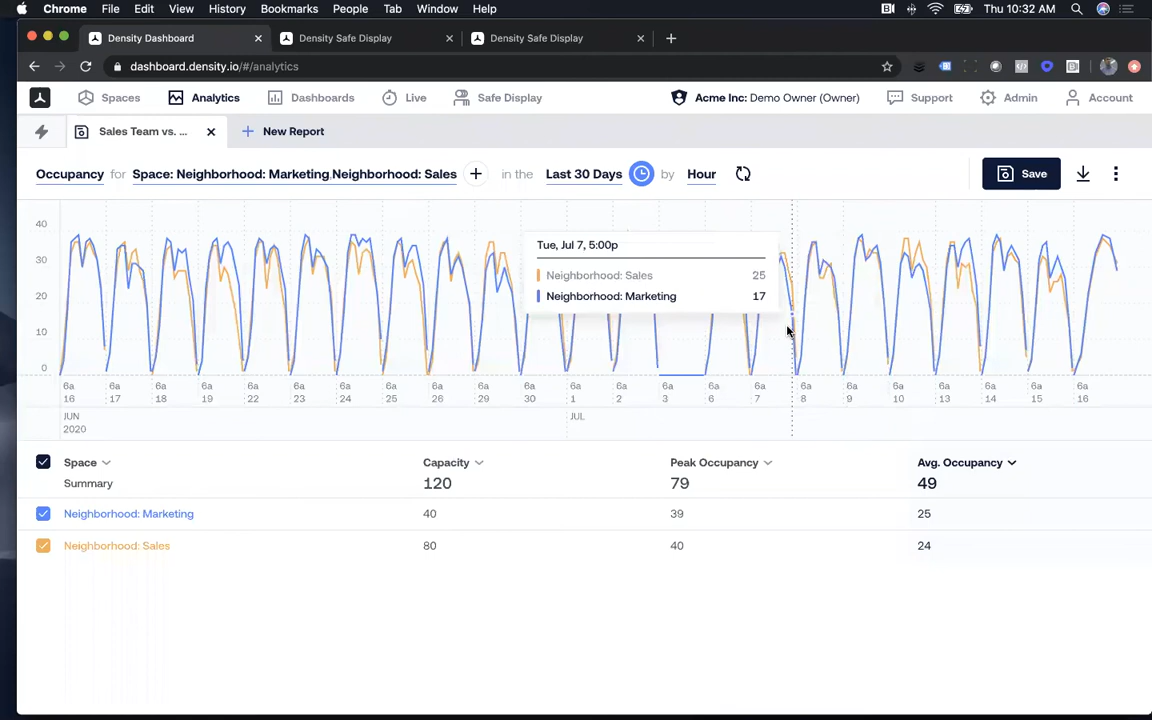 Chrome File Edit View History Bookmarks People Tab Window Help Thu 10:32 AM
Density Dashboard Density Safe Display Density Safe Display
dashboard.density.io/#/analytics
Spaces Analytics Dashboards Live Safe Display Acme Inc: Demo Owner (Owner) Support Admin Account
Sales Team vs. ... New Report
Occupancy for Space: Neighborhood: Marketing, Neighborhood: Sales in the Last 30 Days by Hour Save
40
30
20
10
0
Tue, Jul 7, 5:00p
Neighborhood: Sales 25
Neighborhood: Marketing 17
6a 6a 6a 6a 6a 6a 6a 6a 6a 6a 6a 6a 6a 6a 6a 6a 6a 6a 6a 6a 6a 6a 6a
16 17 18 19 22 23 24 25 26 29 30 1 2 3 6 7 8 9 10 13 14 15 16
JUN JUL
2020
Space Capacity Peak Occupancy Avg. Occupancy
Summary 120 79 49
Neighborhood: Marketing 40 39 25
Neighborhood: Sales 80 40 24